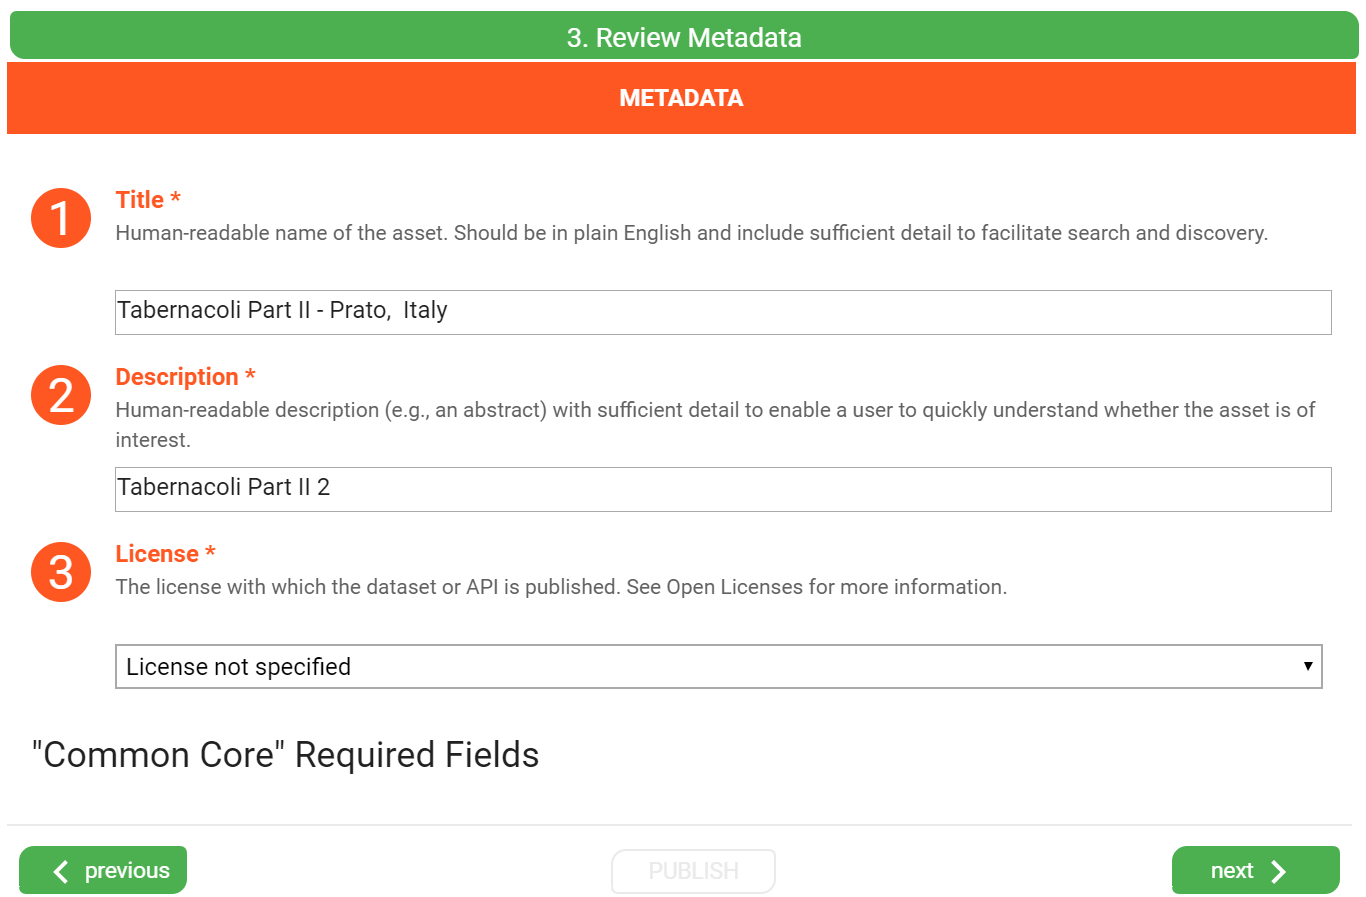 3. Review Metadata
METADATA
1
Title *
Human-readable name of the asset. Should be in plain English and include sufficient detail to facilitate search and discovery.
Tabernacoli Part II - Prato,  Italy
2
Description *
Human-readable description (e.g., an abstract) with sufficient detail to enable a user to quickly understand whether the asset is of
interest.
Tabernacoli Part II 2
3
License *
The license with which the dataset or API is published. See Open Licenses for more information.
License not specified
"Common Core" Required Fields
previous
PUBLISH
next